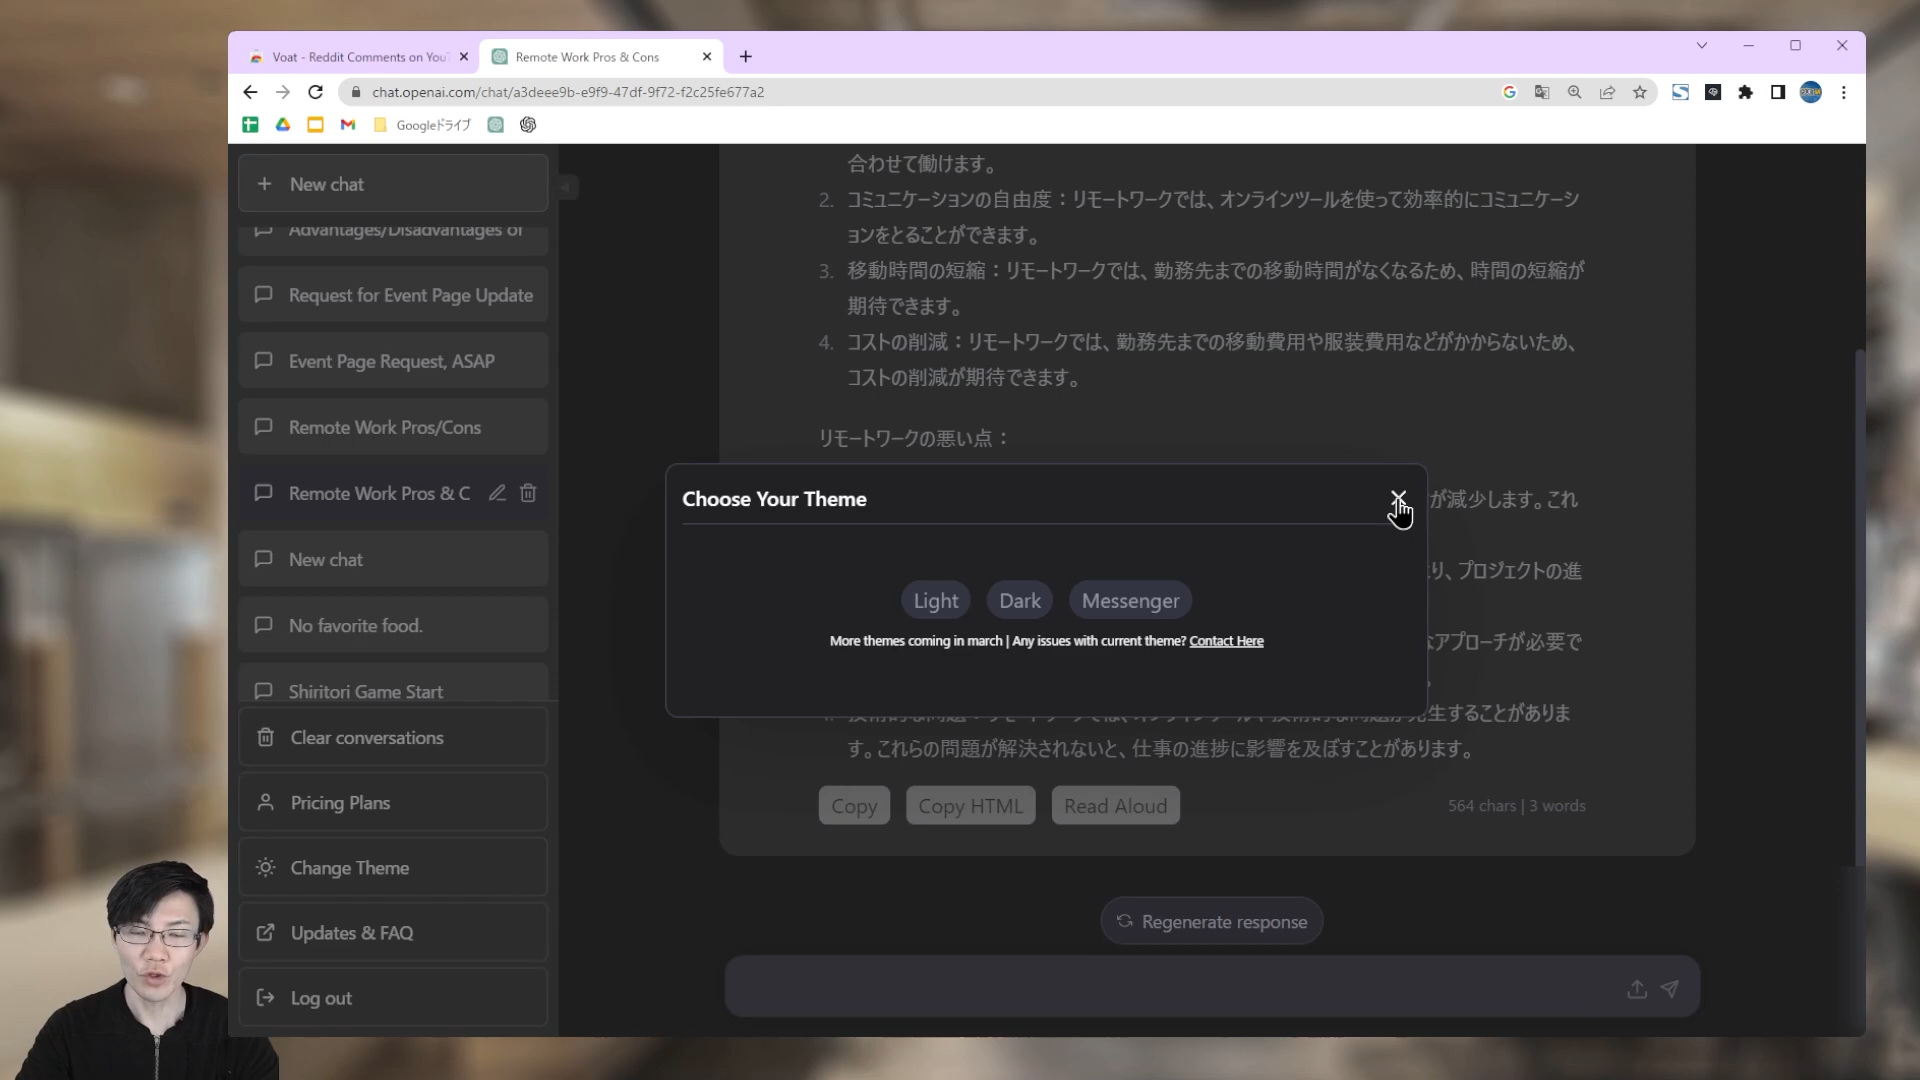 Voat - Reddit Comments on You
Remote Work Pros & Cons
chat.openai.com/chat/a3deee9b-e9f9-47df-9f72-f2c25fe677a2
Googleドライブ
New chat
Advantages/Disadvantages of
Request for Event Page Update
Event Page Request, ASAP
Remote Work Pros/Cons
Remote Work Pros & C
New chat
No favorite food.
Shiritori Game Start
Clear conversations
Pricing Plans
Change Theme
Updates & FAQ
Log out
合わせて働けます。
2. コミュニケーションの自由度：リモートワークでは、オンラインツールを使って効率的にコミュニケーシ
ョンをとることができます。
3. 移動時間の短縮：リモートワークでは、勤務先までの移動時間がなくなるため、時間の短縮が
期待できます。
4. コストの削減：リモートワークでは、勤務先までの移動費用や服装費用などがかからないため、
コストの削減が期待できます。
リモートワークの悪い点：
が減少します。これ
り、プロジェクトの進
アプローチが必要で
Choose Your Theme
Light Dark Messenger
More themes coming in march | Any issues with current theme? Contact Here
生することがありま
す。これらの問題が解決されないと、仕事の進捗に影響を及ぼすことがあります。
Copy Copy HTML Read Aloud
564 chars | 3 words
Regenerate response